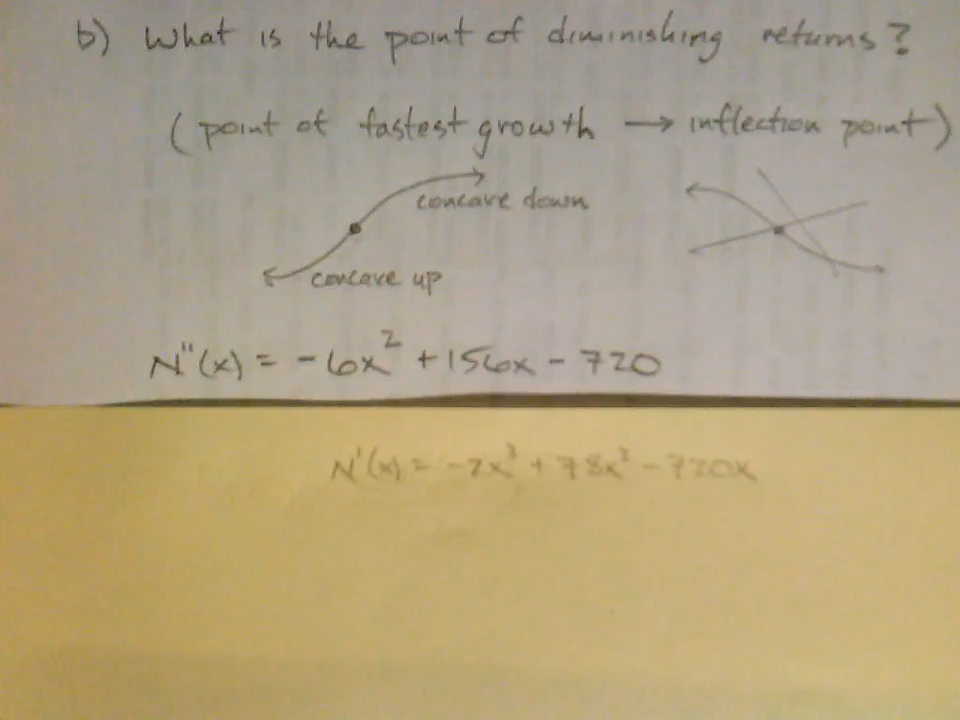 b) What is the point of diminishing returns?
(point of fastest growth → inflection point)
concave down
concave up
N"(x) = -6x² + 156x - 720
N'(x) = -2x³ + 78x² - 720x